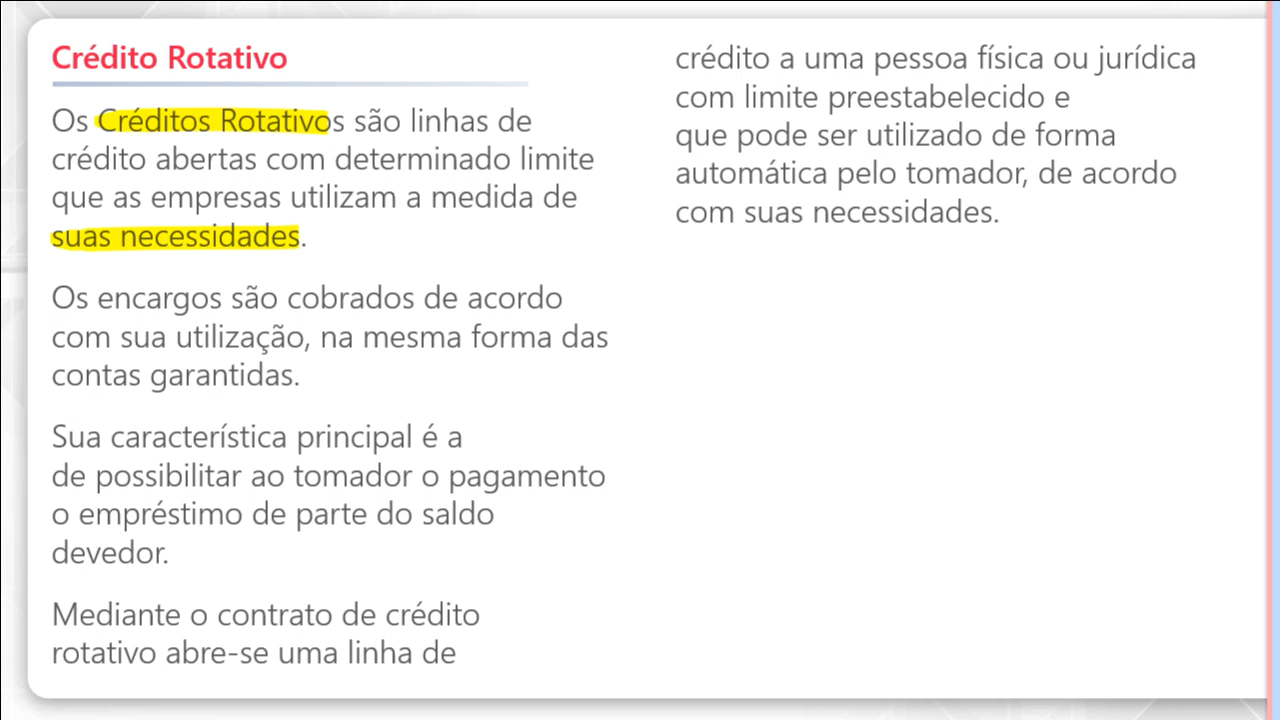 Crédito Rotativo
Os Créditos Rotativos são linhas de
crédito abertas com determinado limite
que as empresas utilizam a medida de
suas necessidades.
Os encargos são cobrados de acordo
com sua utilização, na mesma forma das
contas garantidas.
Sua característica principal é a
de possibilitar ao tomador o pagamento
o empréstimo de parte do saldo
devedor.
Mediante o contrato de crédito
rotativo abre-se uma linha de
crédito a uma pessoa física ou jurídica
com limite preestabelecido e
que pode ser utilizado de forma
automática pelo tomador, de acordo
com suas necessidades.